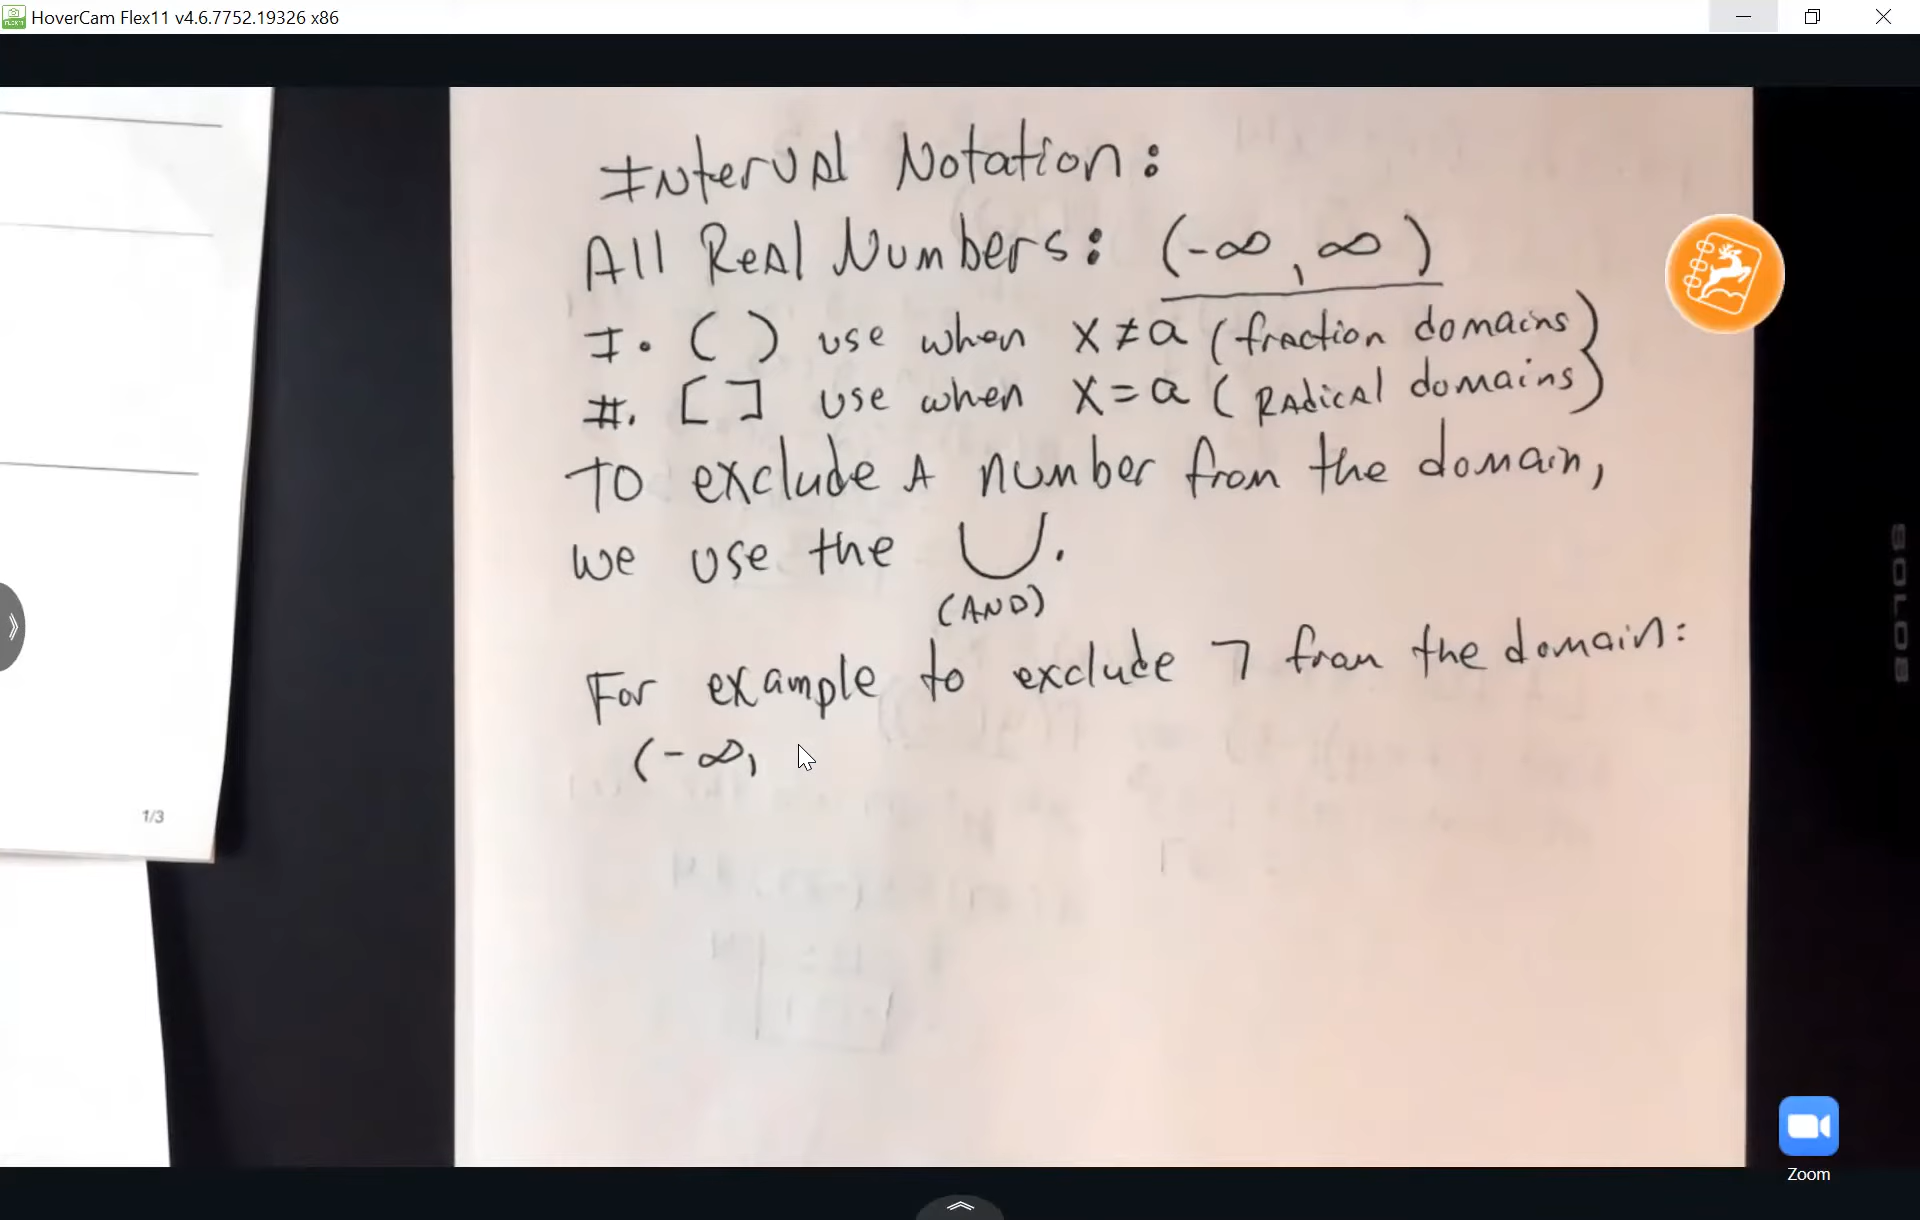 HoverCam Flex11 v4.6.7752.19326 x86
Interval Notation:
All Real Numbers: (-∞, ∞)
I. ( ) use when x≠a (fraction domains)
II. [ ] use when x=a (Radical domains)
To exclude A number from the domain,
we use the ∪.
(AND)
For example to exclude 7 from the domain:
(-∞,
1/3
SOLO8
Zoom